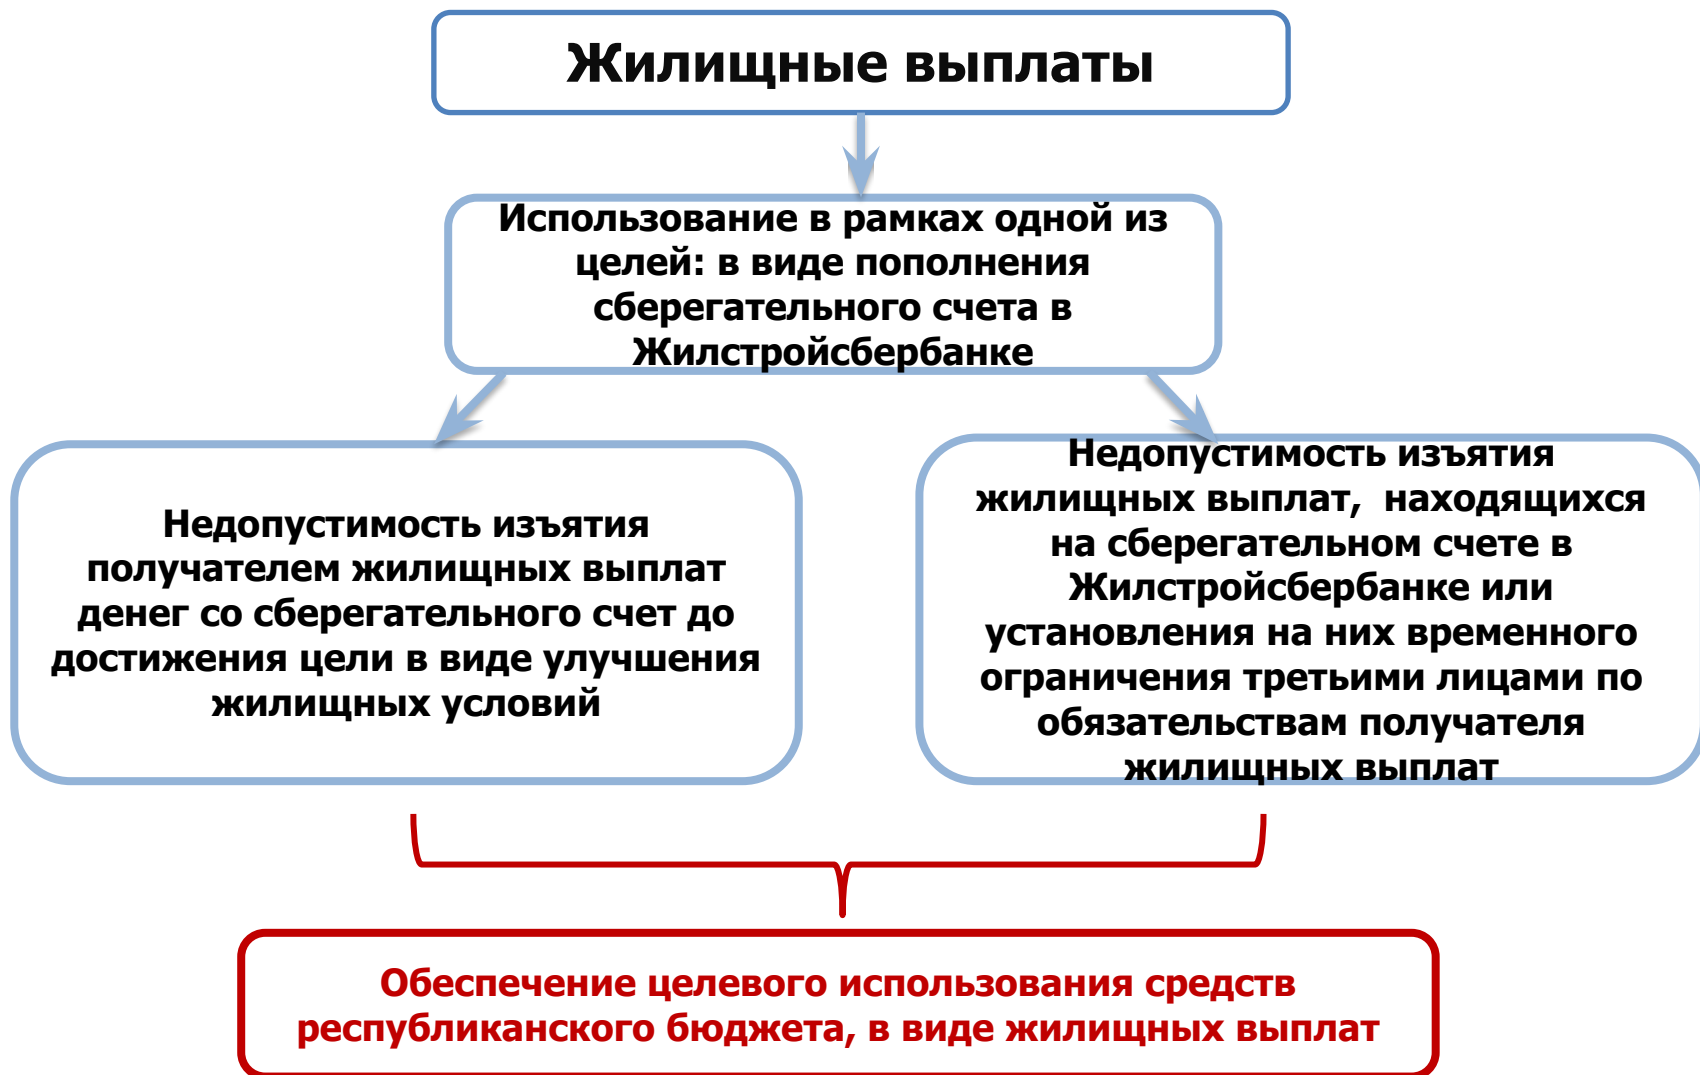 Жилищные выплаты
Использование в рамках одной из
целей: в виде пополнения
сберегательного счета в
Жилстройсбербанке
Недопустимость изъятия
получателем жилищных выплат
денег со сберегательного счет до
достижения цели в виде улучшения
жилищных условий
Недопустимость изъятия
жилищных выплат,  находящихся
на сберегательном счете в
Жилстройсбербанке или
установления на них временного
ограничения третьими лицами по
обязательствам получателя
жилищных выплат
Обеспечение целевого использования средств
республиканского бюджета, в виде жилищных выплат